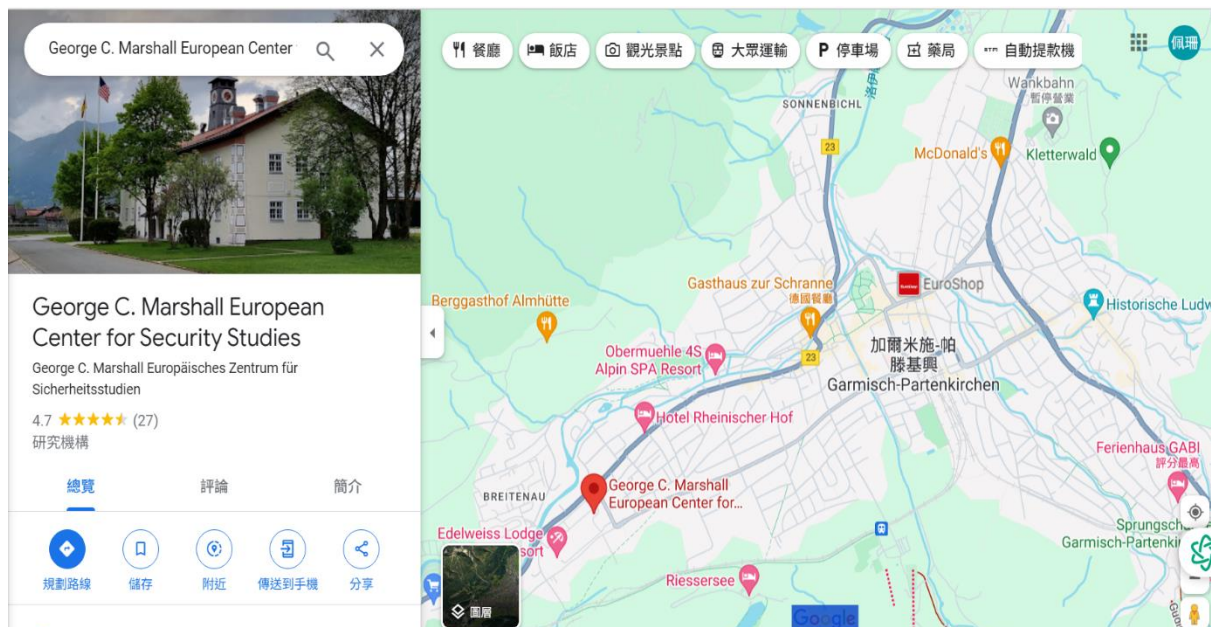 George C. Marshall European Center
George C. Marshall European
Center for Security Studies
George C. Marshall Europäisches Zentrum für
Sicherheitsstudien
4.7
(27)
研究機構
總覽
評論
簡介
規劃路線
儲存
附近
傳送到手機
分享
餐廳
飯店
觀光景點
大眾運輸
P 停車場
藥局
ATM 自動提款機
佩珊
SONNENBICHL
洛伊
23
Wankbahn
暫停營業
McDonald's
Kletterwald
Gasthaus zur Schranne
德國餐廳
EuroShop
Berggasthof Almhütte
Historische Ludw
Obermuehle 4S
Alpin SPA Resort
23
加爾米施-帕
滕基興
Garmisch-Partenkirchen
Hotel Rheinischer Hof
Ferienhaus GABI
評分最高
George C. Marshall
European Center for...
BREITENAU
Edelweiss Lodge
sort
Sprungsch
Garmisch-Partenki
Riessersee
圖層
Google